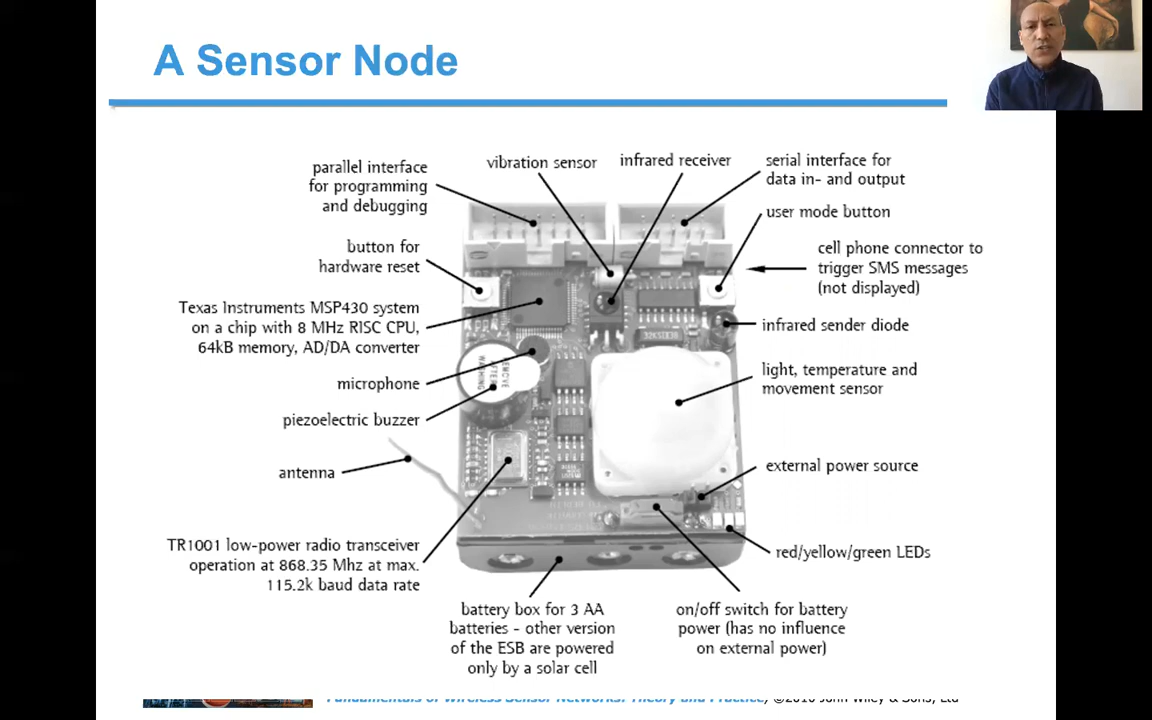 A Sensor Node
parallel interface
for programming
and debugging
vibration sensor
infrared receiver
serial interface for
data in- and output
user mode button
button for
hardware reset
cell phone connector to
trigger SMS messages
(not displayed)
Texas Instruments MSP430 system
on a chip with 8 MHz RISC CPU,
64kB memory, AD/DA converter
infrared sender diode
microphone
light, temperature and
movement sensor
piezoelectric buzzer
REMOVE
AFTER
WASHING
antenna
external power source
TR1001 low-power radio transceiver
operation at 868.35 Mhz at max.
115.2k baud data rate
red/yellow/green LEDs
battery box for 3 AA
batteries - other version
of the ESB are powered
only by a solar cell
on/off switch for battery
power (has no influence
on external power)
Fundamentals of Wireless Sensor Networks: Theory and Practice, ©2010 John Wiley & Sons, Ltd